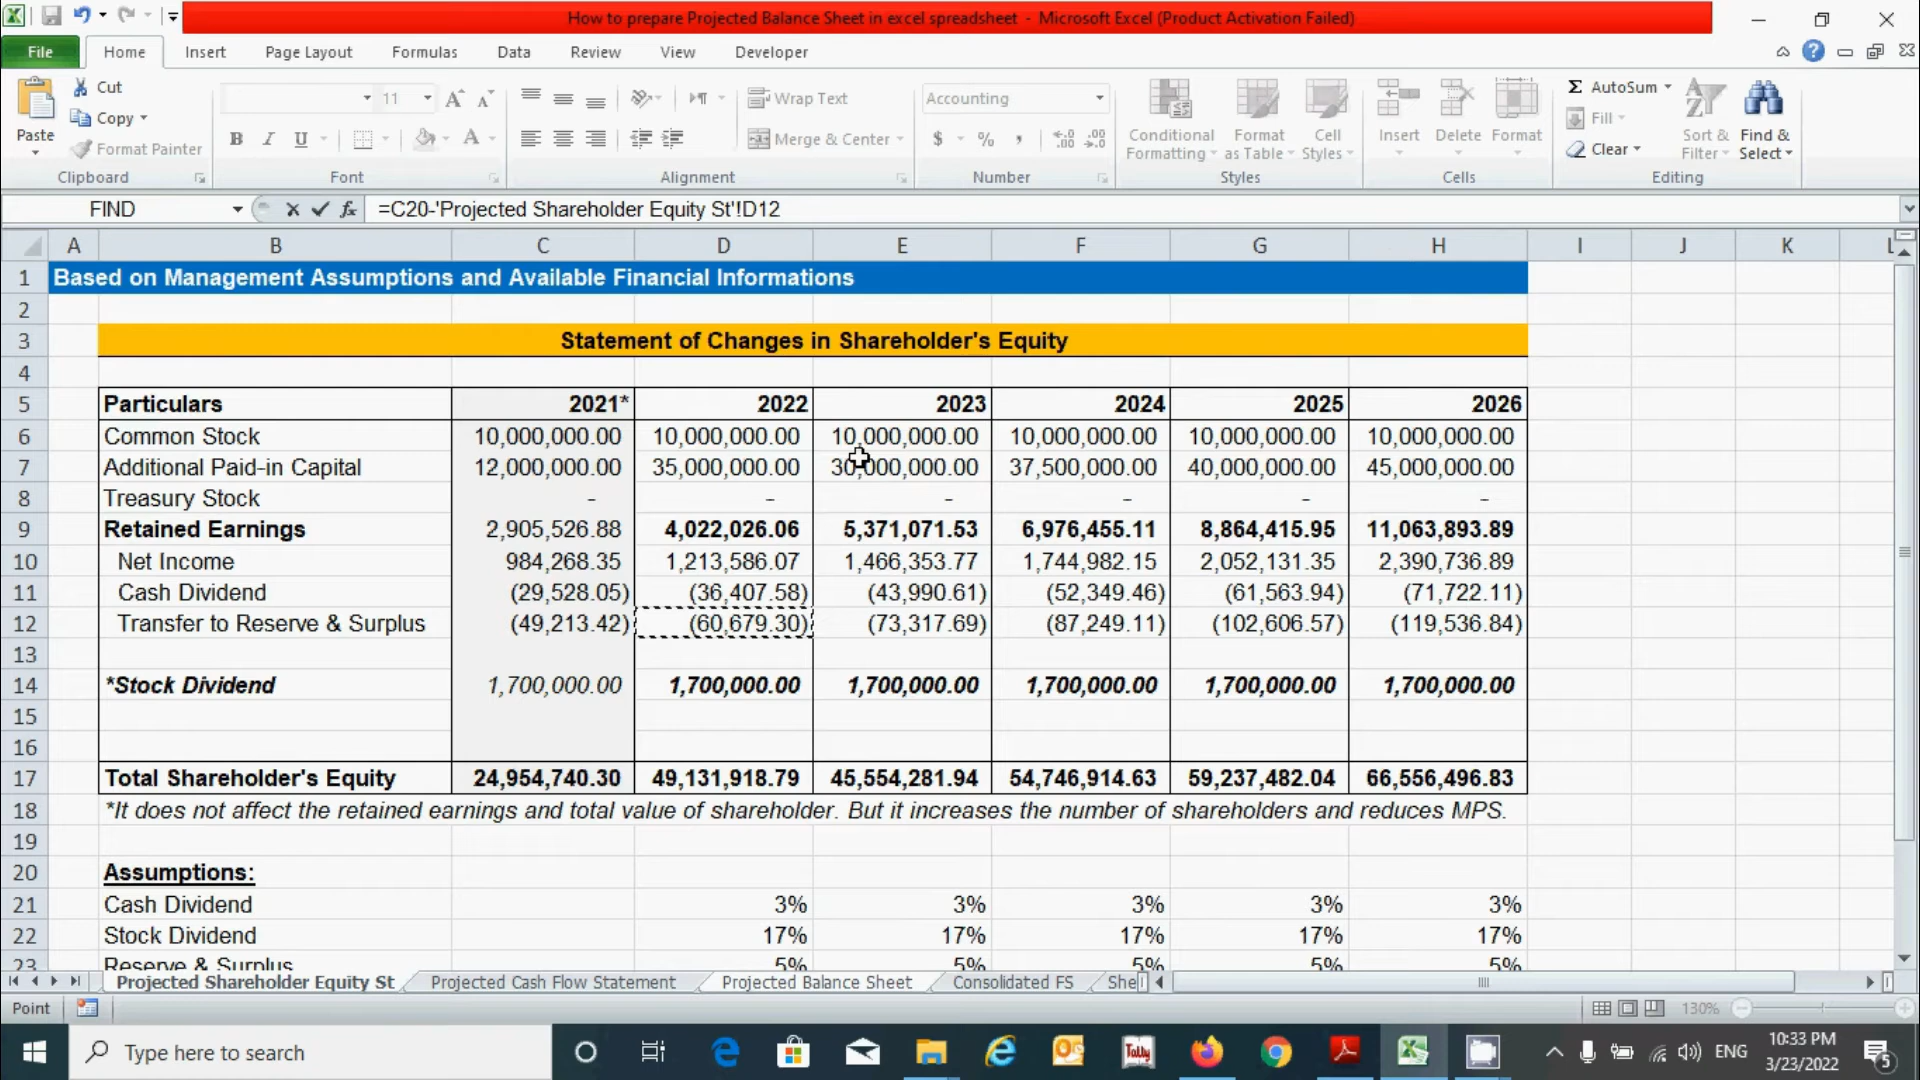 How to prepare Projected Balance Sheet in excel spreadsheet - Microsoft Excel (Product Activation Failed)
File Home Insert Page Layout Formulas Data Review View Developer
Cut
Copy
Format Painter
Paste
Clipboard
11
B I U
A A A
Font
Wrap Text
Merge & Center
Alignment
Accounting
$ % ,
Number
Conditional Formatting
Format as Table
Cell Styles
Styles
Insert Delete Format
Cells
Σ AutoSum
Fill
Clear
Sort & Filter
Find & Select
Editing
FIND fx =C20-'Projected Shareholder Equity St'!D12
A B C D E F G H I J K L
1 Based on Management Assumptions and Available Financial Informations
2
3 Statement of Changes in Shareholder's Equity
4
5 Particulars 2021* 2022 2023 2024 2025 2026
6 Common Stock 10,000,000.00 10,000,000.00 10,000,000.00 10,000,000.00 10,000,000.00 10,000,000.00
7 Additional Paid-in Capital 12,000,000.00 35,000,000.00 30,000,000.00 37,500,000.00 40,000,000.00 45,000,000.00
8 Treasury Stock - - - - - -
9 Retained Earnings 2,905,526.88 4,022,026.06 5,371,071.53 6,976,455.11 8,864,415.95 11,063,893.89
10 Net Income 984,268.35 1,213,586.07 1,466,353.77 1,744,982.15 2,052,131.35 2,390,736.89
11 Cash Dividend (29,528.05) (36,407.58) (43,990.61) (52,349.46) (61,563.94) (71,722.11)
12 Transfer to Reserve & Surplus (49,213.42) (60,679.30) (73,317.69) (87,249.11) (102,606.57) (119,536.84)
13
14 *Stock Dividend 1,700,000.00 1,700,000.00 1,700,000.00 1,700,000.00 1,700,000.00 1,700,000.00
15
16
17 Total Shareholder's Equity 24,954,740.30 49,131,918.79 45,554,281.94 54,746,914.63 59,237,482.04 66,556,496.83
18 *It does not affect the retained earnings and total value of shareholder. But it increases the number of shareholders and reduces MPS.
19
20 Assumptions:
21 Cash Dividend 3% 3% 3% 3% 3%
22 Stock Dividend 17% 17% 17% 17% 17%
23 Reserve & Surplus 5% 5% 5% 5% 5%
Projected Shareholder Equity St Projected Cash Flow Statement Projected Balance Sheet Consolidated FS She
Point 130%
Type here to search
Tally
ENG
10:33 PM
3/23/2022
5